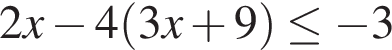 2x − 4(3x + 9) ≤ −3